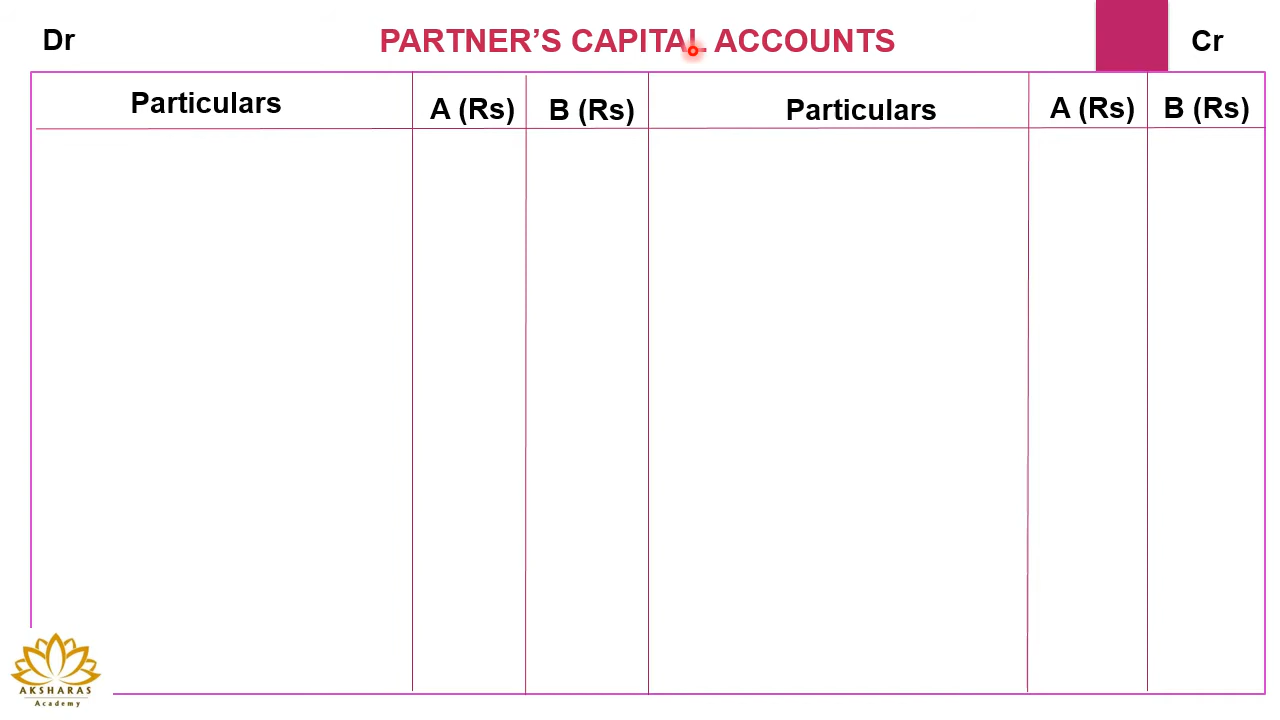 Dr PARTNER’S CAPITAL ACCOUNTS Cr
Particulars A (Rs) B (Rs) Particulars A (Rs) B (Rs)
AKSHARAS
Academy